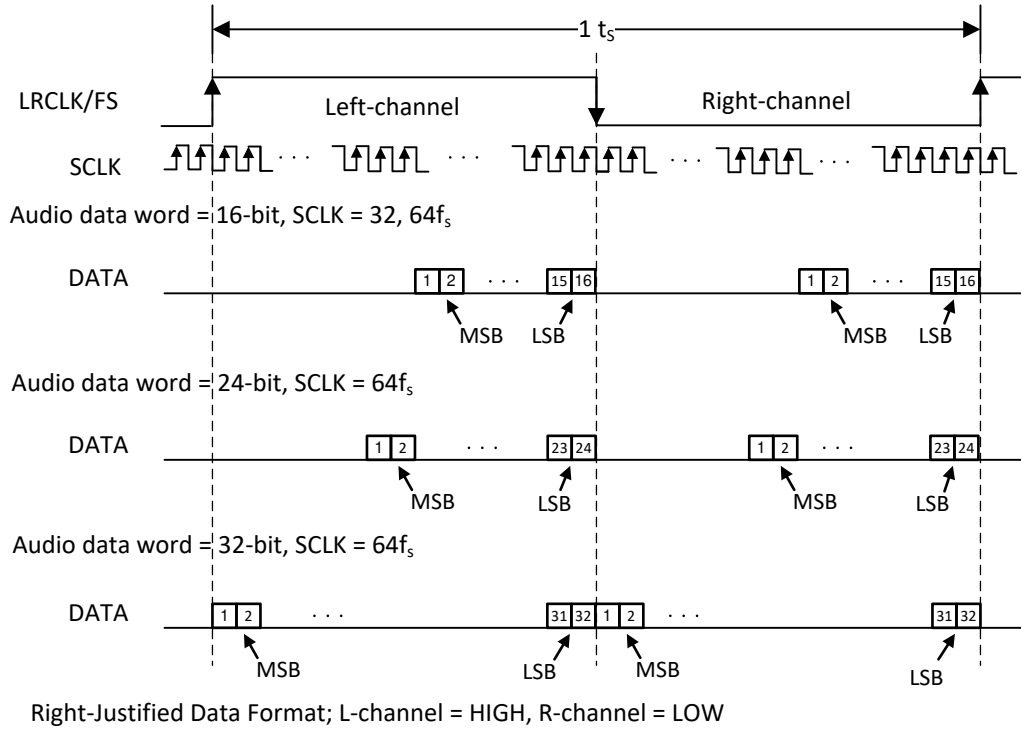 1 tS
LRCLK/FS
Left-channel
Right-channel
SCLK
. . .
. . .
. . .
. . .
Audio data word = 16-bit, SCLK = 32, 64fs
DATA
1 2 . . . 15 16 1 2 . . . 15 16
MSB LSB MSB LSB
Audio data word = 24-bit, SCLK = 64fs
DATA
1 2 . . . 23 24 1 2 . . . 23 24
MSB LSB MSB LSB
Audio data word = 32-bit, SCLK = 64fs
DATA
1 2 . . . 31 32 1 2 . . . 31 32
MSB LSB MSB LSB
Right-Justified Data Format; L-channel = HIGH, R-channel = LOW